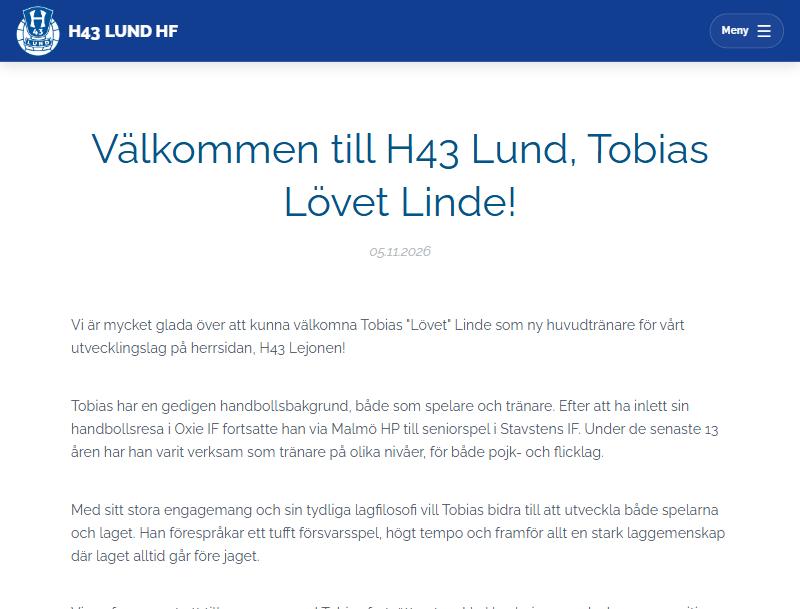 H
43
LUND
H43 LUND HF
Meny
Välkommen till H43 Lund, Tobias
Lövet Linde!
05.11.2026
Vi är mycket glada över att kunna välkomna Tobias "Lövet" Linde som ny huvudtränare för vårt
utvecklingslag på herrsidan, H43 Lejonen!
Tobias har en gedigen handbollsbakgrund, både som spelare och tränare. Efter att ha inlett sin
handbollsresa i Oxie IF fortsatte han via Malmö HP till seniorspel i Stavstens IF. Under de senaste 13
åren har han varit verksam som tränare på olika nivåer, för både pojk- och flicklag.
Med sitt stora engagemang och sin tydliga lagfilosofi vill Tobias bidra till att utveckla både spelarna
och laget. Han förespråkar ett tufft försvarsspel, högt tempo och framför allt en stark laggemenskap
där laget alltid går före jaget.